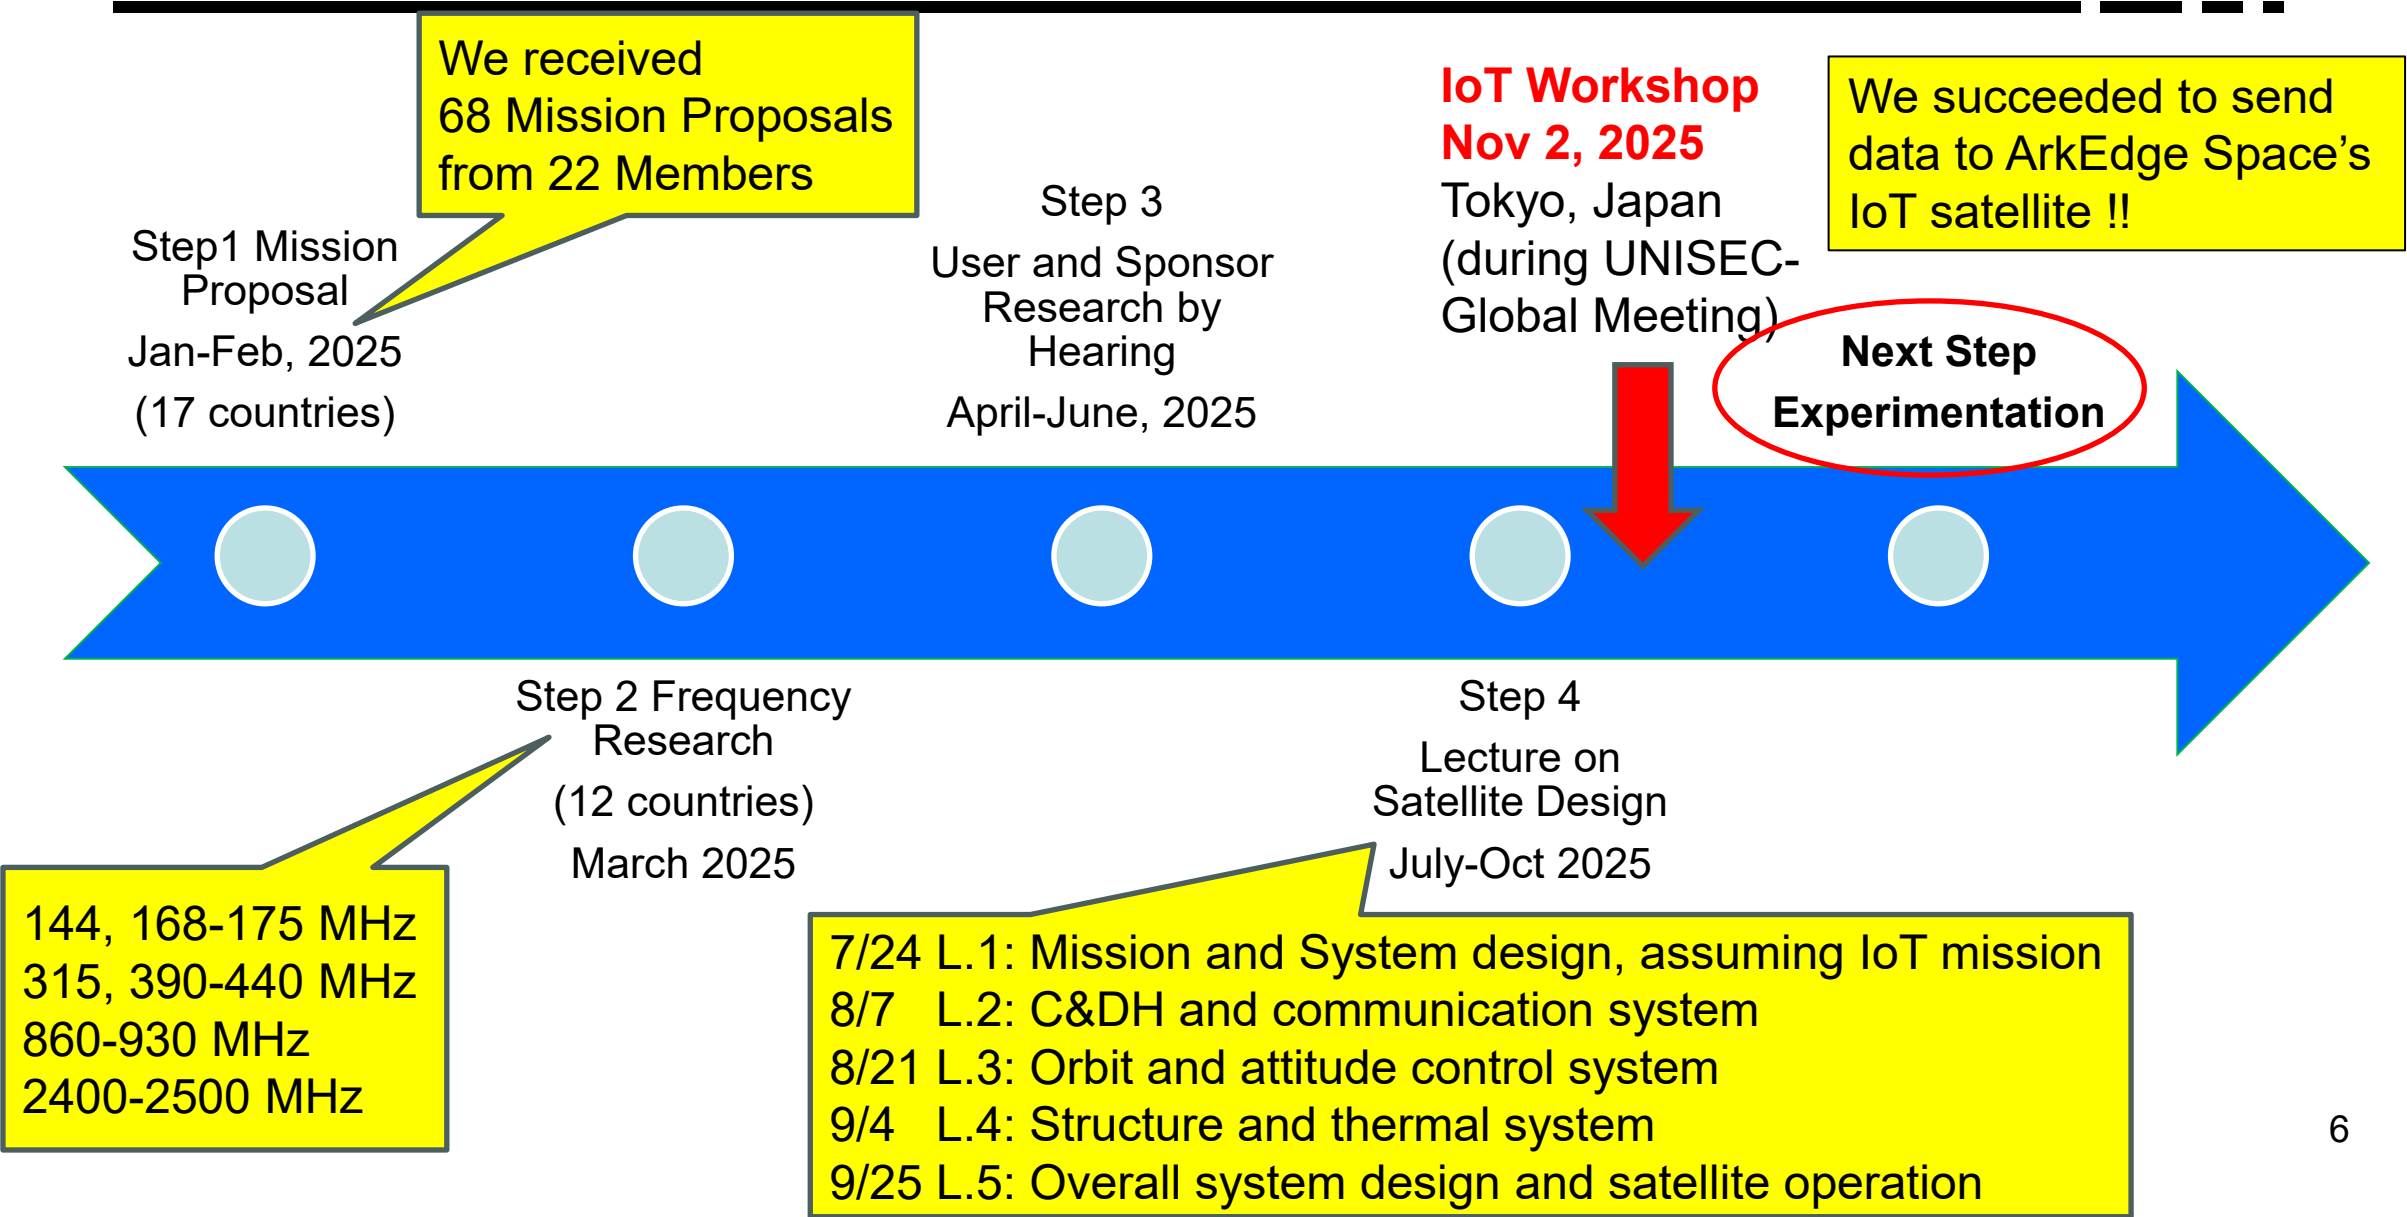 We received
68 Mission Proposals
from 22 Members
Step1 Mission
Proposal
Jan-Feb, 2025
(17 countries)
Step 3
User and Sponsor
Research by
Hearing
April-June, 2025
IoT Workshop
Nov 2, 2025
Tokyo, Japan
(during UNISEC-
Global Meeting)
We succeeded to send
data to ArkEdge Space’s
IoT satellite !!
Next Step
Experimentation
Step 2 Frequency
Research
(12 countries)
March 2025
Step 4
Lecture on
Satellite Design
July-Oct 2025
144, 168-175 MHz
315, 390-440 MHz
860-930 MHz
2400-2500 MHz
7/24 L.1: Mission and System design, assuming IoT mission
8/7 L.2: C&DH and communication system
8/21 L.3: Orbit and attitude control system
9/4 L.4: Structure and thermal system
9/25 L.5: Overall system design and satellite operation
6